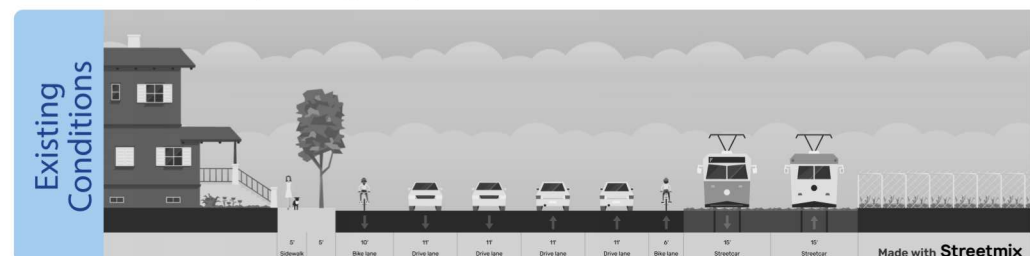 Existing
Conditions
5' 5' 10' 11' 11' 11' 11' 6' 15' 15'
Sidewalk Bike lane Drive lane Drive lane Drive lane Drive lane Bike lane Streetcar Streetcar
Made with Streetmix